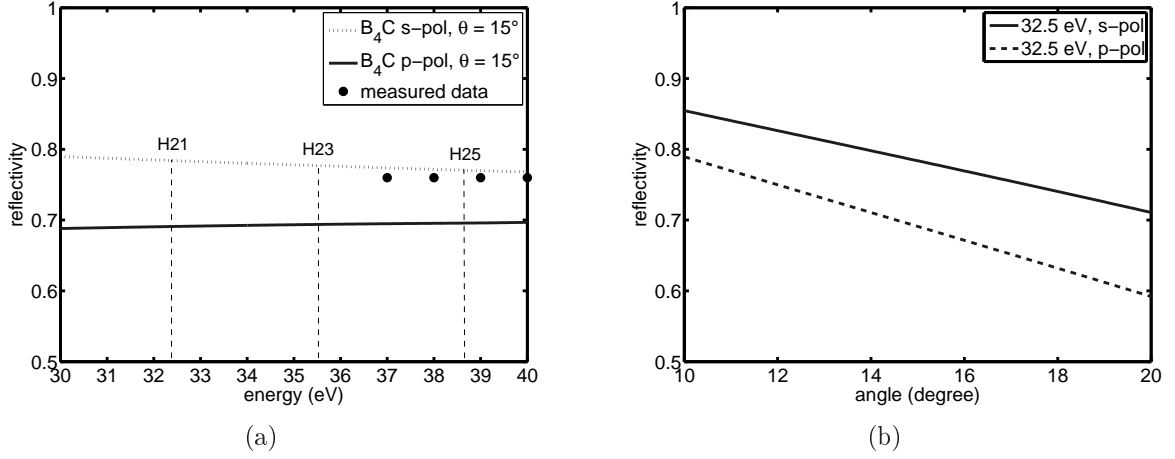 B₄C s−pol, θ = 15°
B₄C p−pol, θ = 15°
measured data
1
0.9
0.8
0.7
0.6
0.5
reflectivity
H21
H23
H25
30 31 32 33 34 35 36 37 38 39 40
energy (eV)
(a)
32.5 eV, s−pol
32.5 eV, p−pol
1
0.9
0.8
0.7
0.6
0.5
reflectivity
10 12 14 16 18 20
angle (degree)
(b)